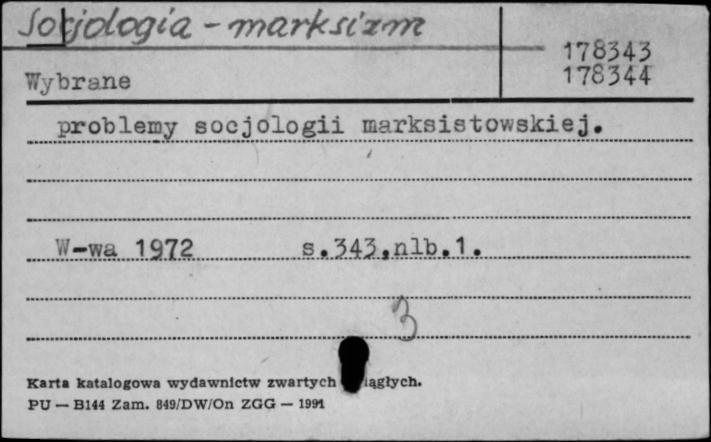 Socjologia - marksizm
178343
Wybrane 178344
problemy socjologii marksistowskiej.
W-wa 1972 s.343,nlb.1.
3
Karta katalogowa wydawnictw zwartych iągłych.
PU — B144 Zam. 849/DW/On ZGG — 1991